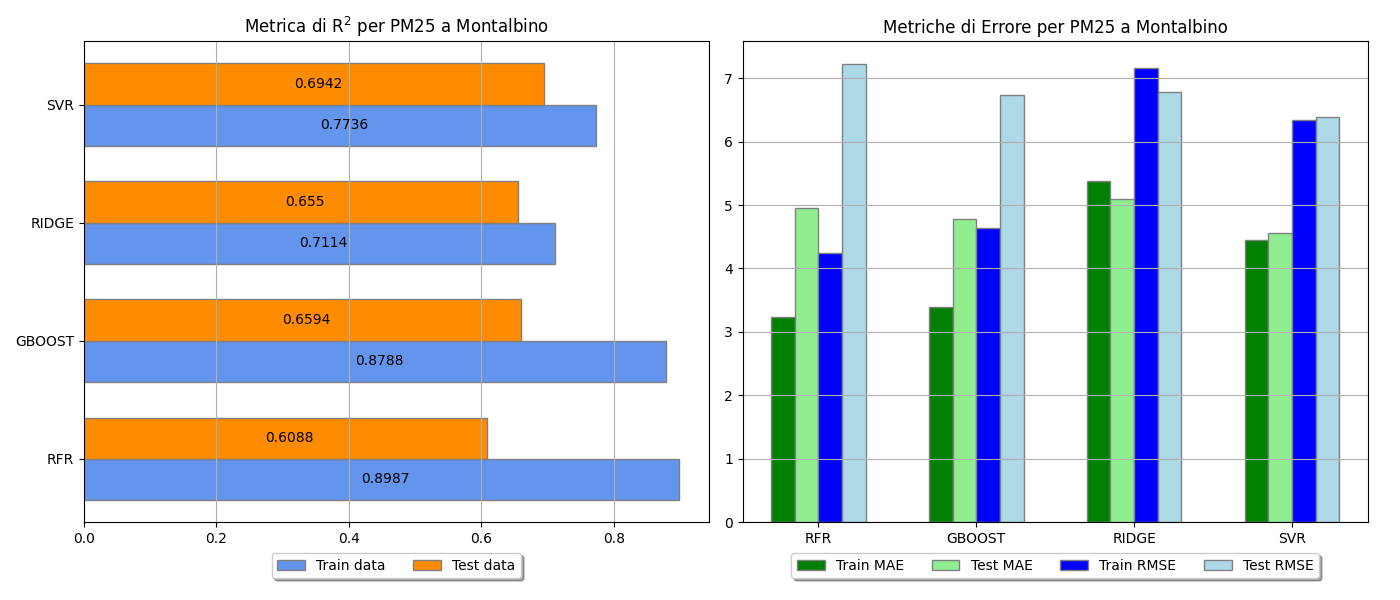 Metrica di R² per PM25 a Montalbino
SVR
0.6942
0.7736
RIDGE
0.655
0.7114
GBOOST
0.6594
0.8788
RFR
0.6088
0.8987
0.0 0.2 0.4 0.6 0.8
Train data Test data
Metriche di Errore per PM25 a Montalbino
7
6
5
4
3
2
1
0
RFR GBOOST RIDGE SVR
Train MAE Test MAE Train RMSE Test RMSE